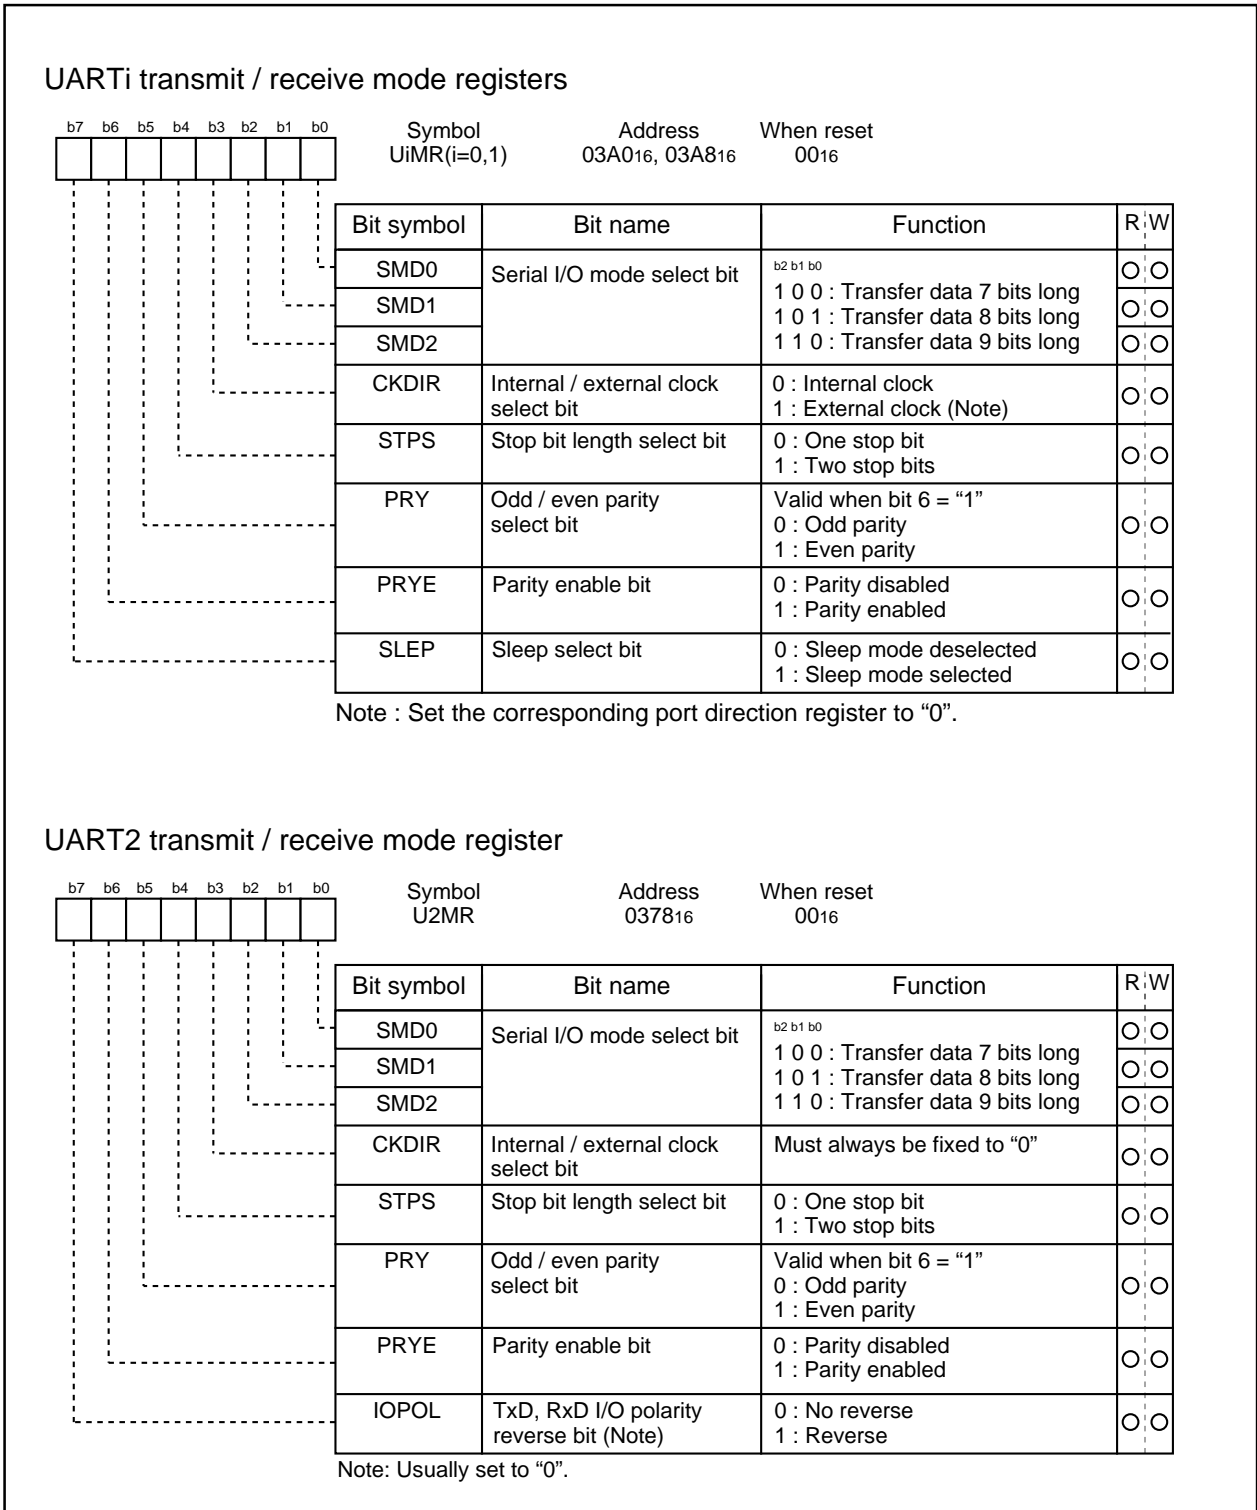 UARTi transmit / receive mode registers
b7 b6 b5 b4 b3 b2 b1 b0
Symbol Address When reset
UiMR(i=0,1) 03A016, 03A816 0016
Bit symbol Bit name Function R W
SMD0 Serial I/O mode select bit b2 b1 b0
1 0 0 : Transfer data 7 bits long
SMD1 1 0 1 : Transfer data 8 bits long
SMD2 1 1 0 : Transfer data 9 bits long
CKDIR Internal / external clock 0 : Internal clock
select bit 1 : External clock (Note)
STPS Stop bit length select bit 0 : One stop bit
1 : Two stop bits
PRY Odd / even parity Valid when bit 6 = “1”
select bit 0 : Odd parity
1 : Even parity
PRYE Parity enable bit 0 : Parity disabled
1 : Parity enabled
SLEP Sleep select bit 0 : Sleep mode deselected
1 : Sleep mode selected
Note : Set the corresponding port direction register to “0”.
UART2 transmit / receive mode register
b7 b6 b5 b4 b3 b2 b1 b0
Symbol Address When reset
U2MR 037816 0016
Bit symbol Bit name Function R W
SMD0 Serial I/O mode select bit b2 b1 b0
1 0 0 : Transfer data 7 bits long
SMD1 1 0 1 : Transfer data 8 bits long
SMD2 1 1 0 : Transfer data 9 bits long
CKDIR Internal / external clock Must always be fixed to “0”
select bit
STPS Stop bit length select bit 0 : One stop bit
1 : Two stop bits
PRY Odd / even parity Valid when bit 6 = “1”
select bit 0 : Odd parity
1 : Even parity
PRYE Parity enable bit 0 : Parity disabled
1 : Parity enabled
IOPOL TxD, RxD I/O polarity 0 : No reverse
reverse bit (Note) 1 : Reverse
Note: Usually set to “0”.